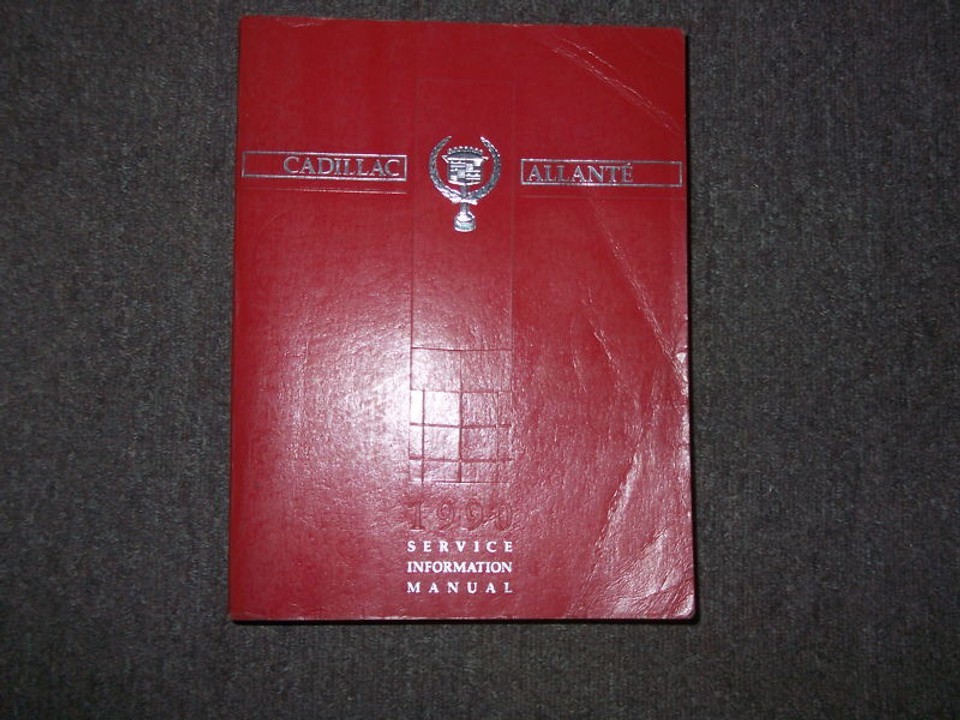 CADILLAC
ALLANTÉ
1990
SERVICE
INFORMATION
MANUAL